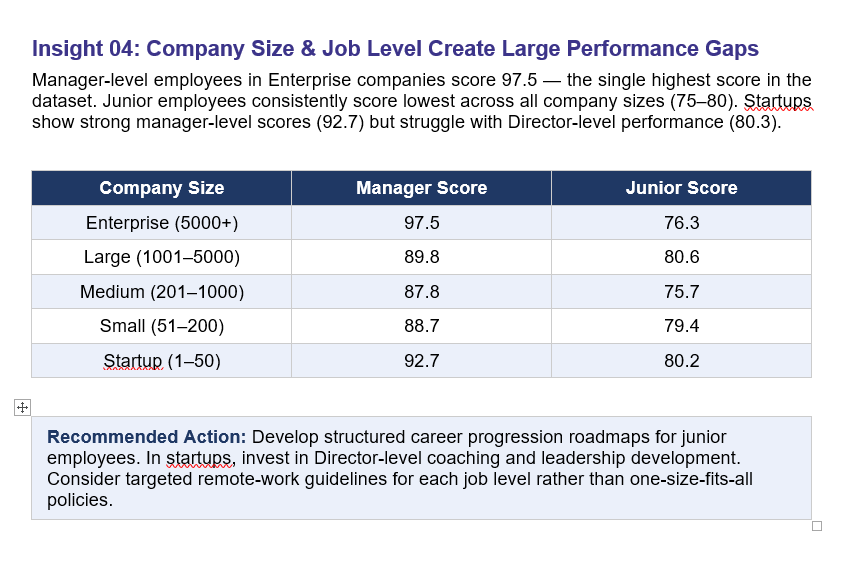 Insight 04: Company Size & Job Level Create Large Performance Gaps
Manager-level employees in Enterprise companies score 97.5 — the single highest score in the
dataset. Junior employees consistently score lowest across all company sizes (75–80). Startups
show strong manager-level scores (92.7) but struggle with Director-level performance (80.3).
Company Size Manager Score Junior Score
Enterprise (5000+) 97.5 76.3
Large (1001–5000) 89.8 80.6
Medium (201–1000) 87.8 75.7
Small (51–200) 88.7 79.4
Startup (1–50) 92.7 80.2
Recommended Action: Develop structured career progression roadmaps for junior
employees. In startups, invest in Director-level coaching and leadership development.
Consider targeted remote-work guidelines for each job level rather than one-size-fits-all
policies.